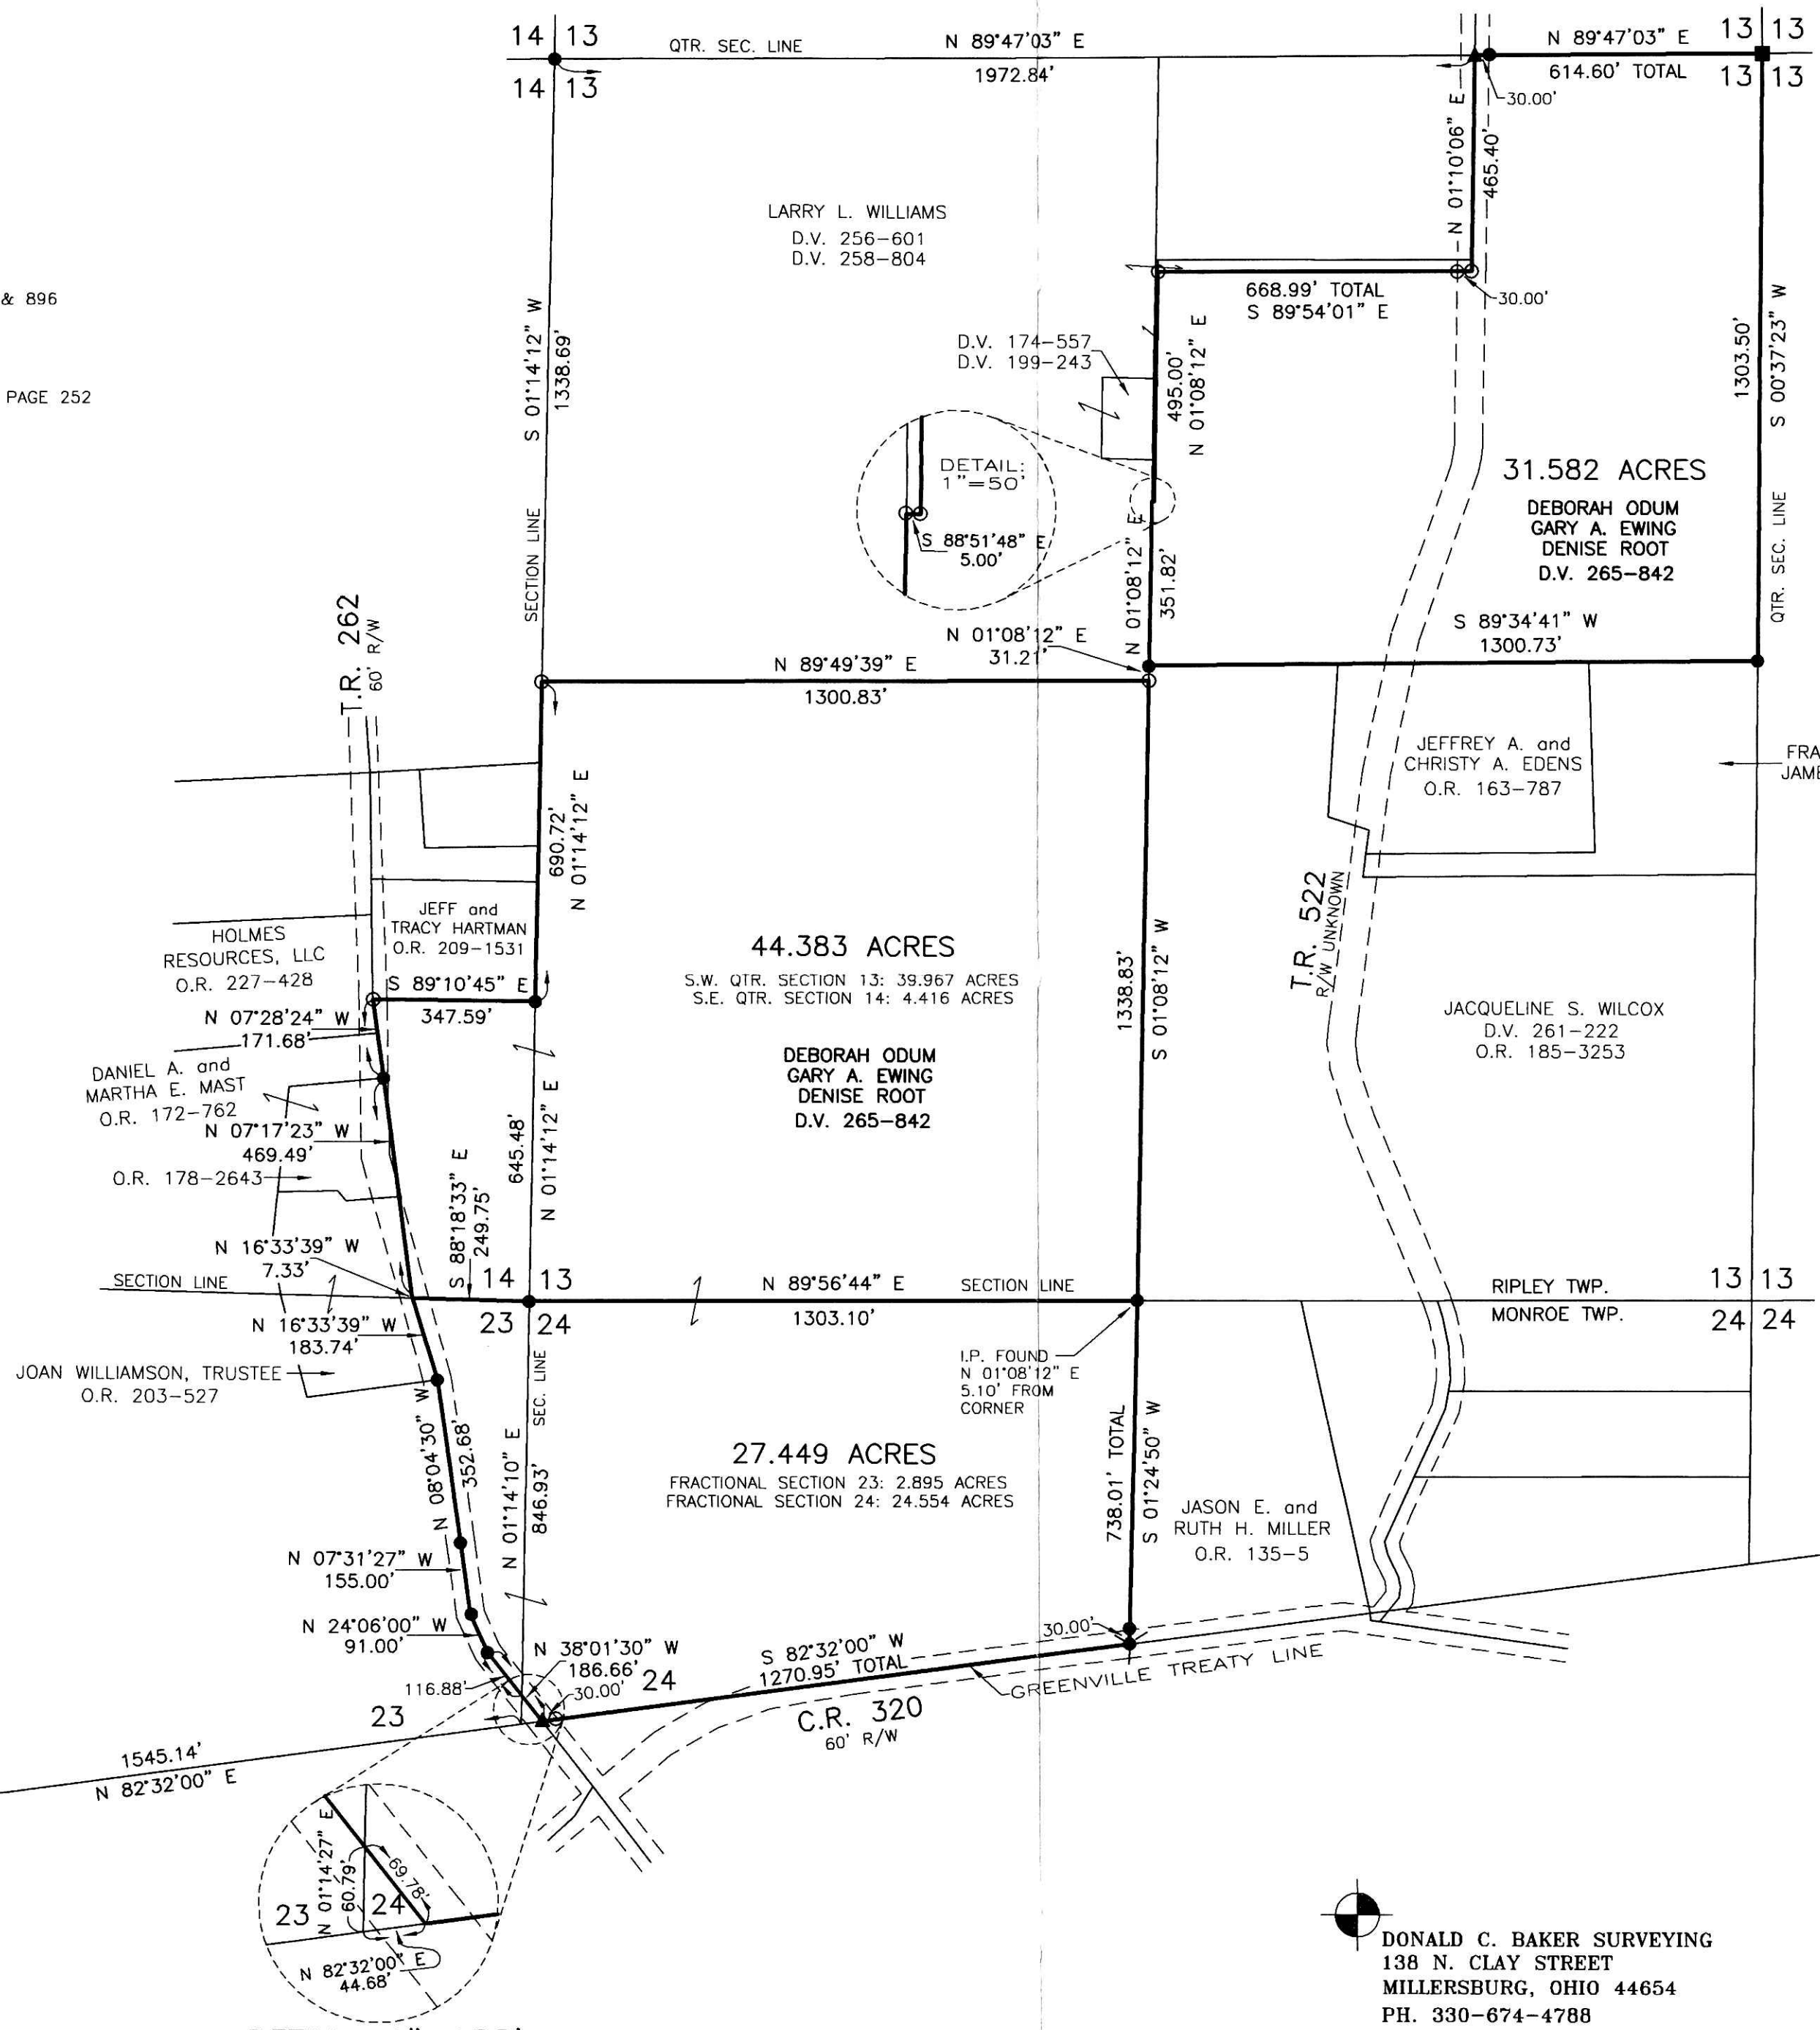 14 13
QTR. SEC. LINE
N 89°47'03" E
1972.84'
14 13
N 89°47'03" E
614.60' TOTAL
13 13
13 13
30.00'
N 01°10'06" E
465.40'
LARRY L. WILLIAMS
D.V. 256-601
D.V. 258-804
668.99' TOTAL
S 89°54'01" E
30.00'
& 896
PAGE 252
S 01°14'12" W
1338.69'
SECTION LINE
D.V. 174-557
D.V. 199-243
495.00'
N 01°08'12" E
1303.50'
S 00°37'23" W
QTR. SEC. LINE
DETAIL:
1"=50'
S 88°51'48" E
5.00'
31.582 ACRES
DEBORAH ODUM
GARY A. EWING
DENISE ROOT
D.V. 265-842
N 01°08'12" E
351.82'
T.R. 262
60' R/W
N 01°08'12" E
31.21'
S 89°34'41" W
1300.73'
N 89°49'39" E
1300.83'
JEFFREY A. and
CHRISTY A. EDENS
O.R. 163-787
FRA
JAME
690.72'
N 01°14'12" E
HOLMES
RESOURCES, LLC
O.R. 227-428
JEFF and
TRACY HARTMAN
O.R. 209-1531
S 89°10'45" E
347.59'
44.383 ACRES
S.W. QTR. SECTION 13: 39.967 ACRES
S.E. QTR. SECTION 14: 4.416 ACRES
DEBORAH ODUM
GARY A. EWING
DENISE ROOT
D.V. 265-842
1338.83'
S 01°08'12" W
T.R. 522
R/W UNKNOWN
JACQUELINE S. WILCOX
D.V. 261-222
O.R. 185-3253
N 07°28'24" W
171.68'
DANIEL A. and
MARTHA E. MAST
O.R. 172-762
N 07°17'23" W
469.49'
O.R. 178-2643
S 88°18'33" E
249.75'
645.48'
N 01°14'12" E
N 16°33'39" W
7.33'
SECTION LINE
14 13
23 24
N 89°56'44" E
SECTION LINE
1303.10'
RIPLEY TWP.
MONROE TWP.
13 13
24 24
N 16°33'39" W
183.74'
JOAN WILLIAMSON, TRUSTEE
O.R. 203-527
I.P. FOUND
N 01°08'12" E
5.10' FROM
CORNER
N 08°04'30" W
352.68'
SEC. LINE
N 01°14'10" E
846.93'
27.449 ACRES
FRACTIONAL SECTION 23: 2.895 ACRES
FRACTIONAL SECTION 24: 24.554 ACRES
738.01' TOTAL
S 01°24'50" W
JASON E. and
RUTH H. MILLER
O.R. 135-5
N 07°31'27" W
155.00'
N 24°06'00" W
91.00'
N 38°01'30" W
186.66'
116.88'
30.00'
24
23
S 82°32'00" W
1270.95' TOTAL
30.00'
GREENVILLE TREATY LINE
C.R. 320
60' R/W
1545.14'
N 82°32'00" E
N 01°14'27" E
60.79'
69.78'
23
24
N 82°32'00" E
44.68'
DONALD C. BAKER SURVEYING
138 N. CLAY STREET
MILLERSBURG, OHIO 44654
PH. 330-674-4788